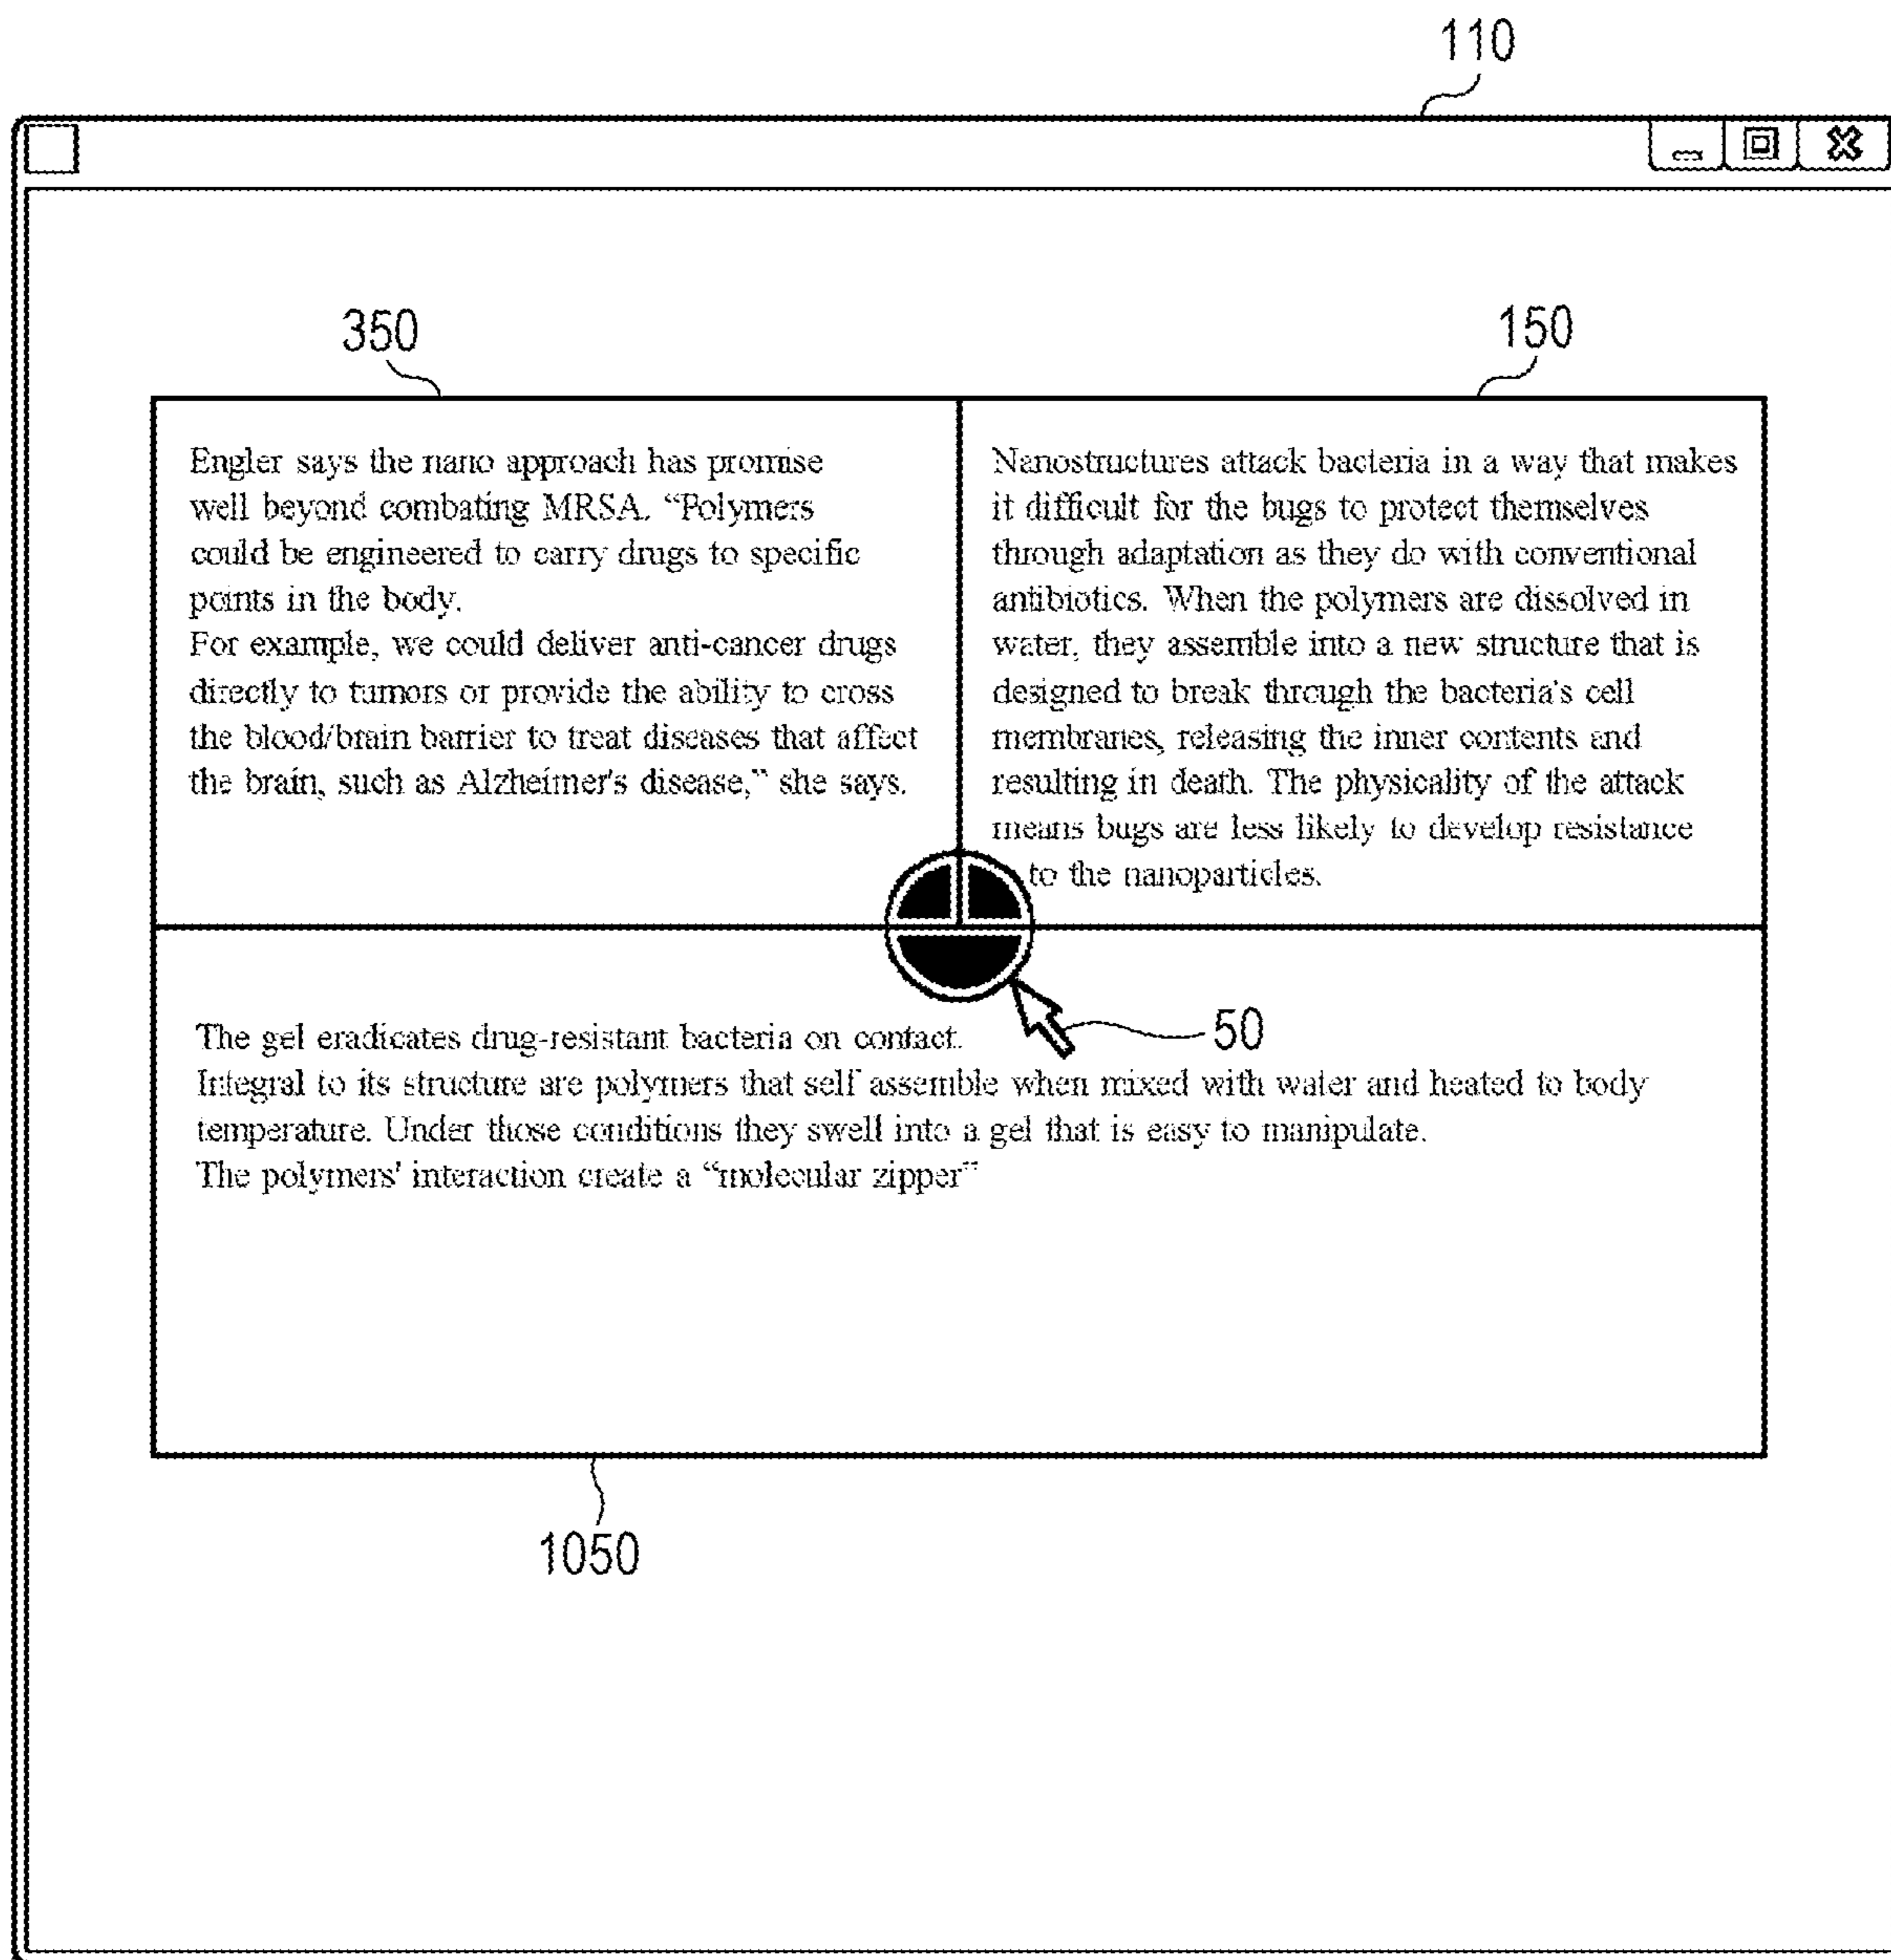 110
350
150
Engler says the nano approach has promise
well beyond combating MRSA. “Polymers
could be engineered to carry drugs to specific
points in the body.
For example, we could deliver anti-cancer drugs
directly to tumors or provide the ability to cross
the blood/brain barrier to treat diseases that affect
the brain, such as Alzheimer's disease,” she says.
Nanostructures attack bacteria in a way that makes
it difficult for the bugs to protect themselves
through adaptation as they do with conventional
antibiotics. When the polymers are dissolved in
water, they assemble into a new structure that is
designed to break through the bacteria's cell
membranes, releasing the inner contents and
resulting in death. The physicality of the attack
means bugs are less likely to develop resistance
to the nanoparticles.
50
The gel eradicates drug-resistant bacteria on contact.
Integral to its structure are polymers that self assemble when mixed with water and heated to body
temperature. Under those conditions they swell into a gel that is easy to manipulate.
The polymers' interaction create a “molecular zipper”
1050